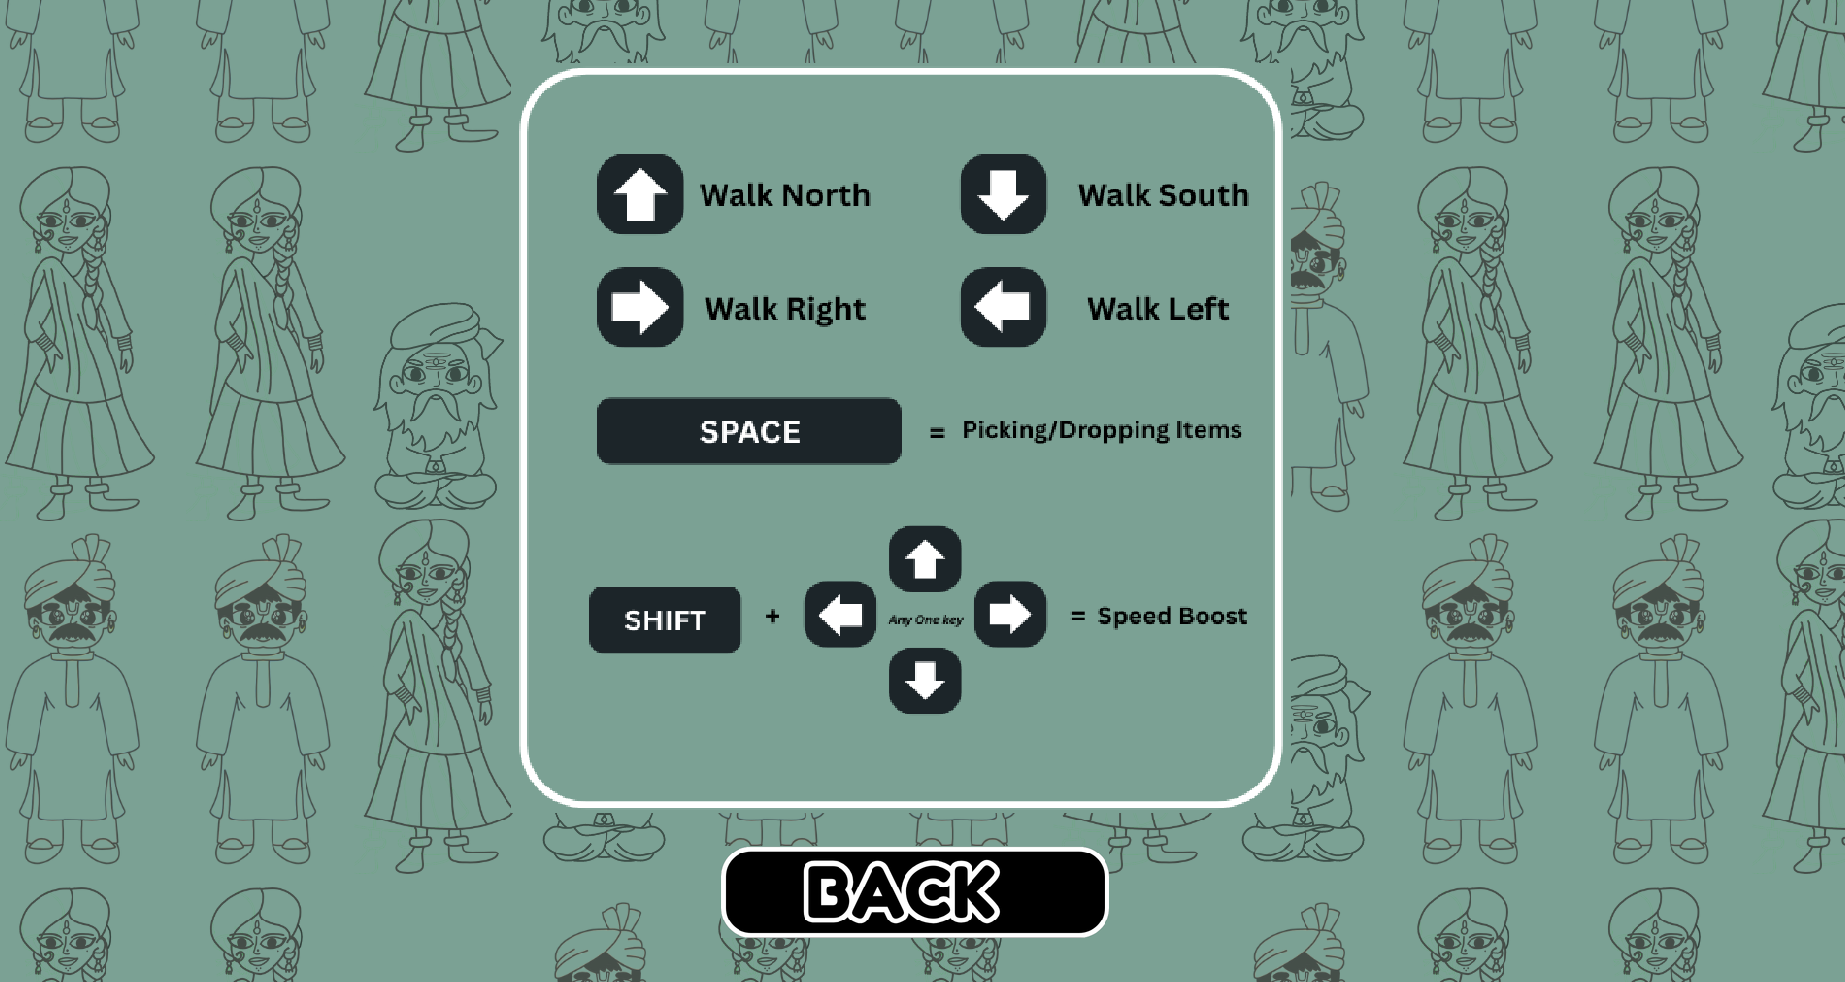 Walk North
Walk South
Walk Right
Walk Left
SPACE = Picking/Dropping Items
SHIFT + Any One key = Speed Boost
BACK